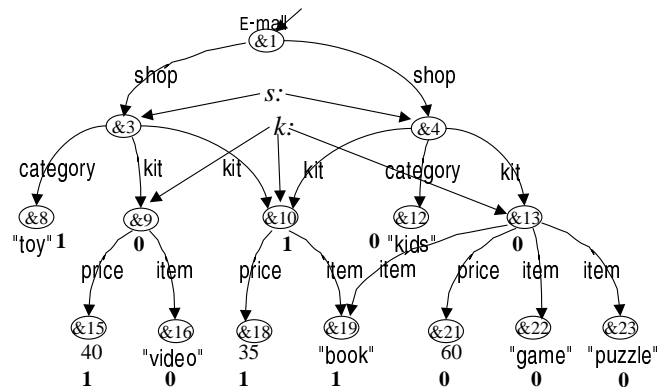 E-mall
&1
shop shop
s:
&3 k: &4
category kit kit kit category kit
&8 &9 &10 &12 &13
"toy" 1 0 1 0 "kids" 0
price item price item item price item item
&15 &16 &18 &19 &21 &22 &23
40 "video" 35 "book" 60 "game" "puzzle"
1 0 1 1 0 0 0